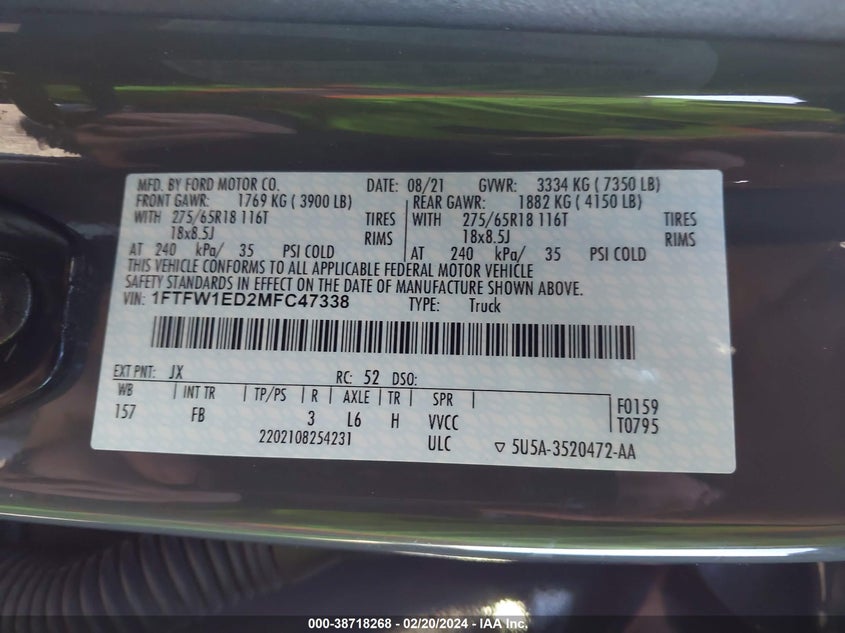 MFD. BY FORD MOTOR CO. DATE: 08/21 GVWR: 3334 KG ( 7350 LB)
FRONT GAWR: 1769 KG ( 3900 LB) REAR GAWR: 1882 KG ( 4150 LB)
WITH 275/65R18 116T TIRES WITH 275/65R18 116T TIRES
18x8.5J RIMS 18x8.5J RIMS
AT 240 kPa/ 35 PSI COLD AT 240 kPa/ 35 PSI COLD
THIS VEHICLE CONFORMS TO ALL APPLICABLE FEDERAL MOTOR VEHICLE
SAFETY STANDARDS IN EFFECT ON THE DATE OF MANUFACTURE SHOWN ABOVE.
VIN: 1FTFW1ED2MFC47338 TYPE: Truck
EXT PNT: JX RC: 52 DSO:
WB INT TR TP/PS R AXLE TR SPR F0159
157 FB 3 L6 H VVCC T0795
2202108254231 ULC ▽ 5U5A-3520472-AA
000-38718268 - 02/20/2024 - IAA Inc.